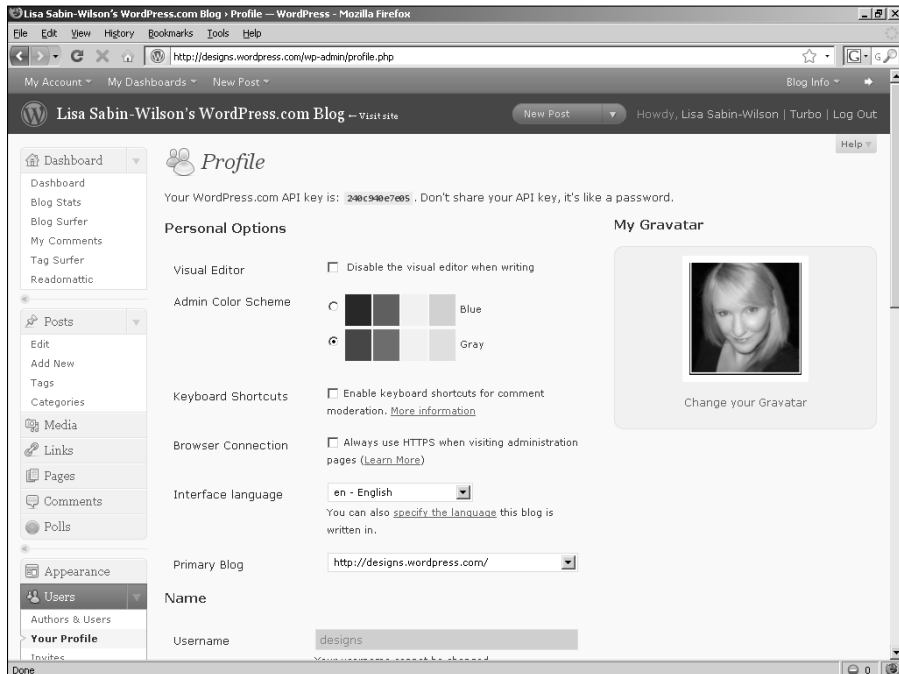 Lisa Sabin-Wilson's WordPress.com Blog › Profile — WordPress - Mozilla Firefox
File Edit View History Bookmarks Tools Help
http://designs.wordpress.com/wp-admin/profile.php
My Account My Dashboards New Post Blog Info
Lisa Sabin-Wilson's WordPress.com Blog ← Visit site New Post Howdy, Lisa Sabin-Wilson | Turbo | Log Out
Help
Dashboard
Dashboard
Blog Stats
Blog Surfer
My Comments
Tag Surfer
Readomattic
Posts
Edit
Add New
Tags
Categories
Media
Links
Pages
Comments
Polls
Appearance
Users
Authors & Users
Your Profile
Invites
Profile
Your WordPress.com API key is: 240c940e7e05 . Don't share your API key, it's like a password.
Personal Options
Visual Editor Disable the visual editor when writing
Admin Color Scheme
Blue
Gray
Keyboard Shortcuts Enable keyboard shortcuts for comment
moderation. More information
Browser Connection Always use HTTPS when visiting administration
pages (Learn More)
Interface language en - English
You can also specify the language this blog is
written in.
Primary Blog http://designs.wordpress.com/
Name
Username designs
Your username cannot be changed
My Gravatar
Change your Gravatar
Done 0